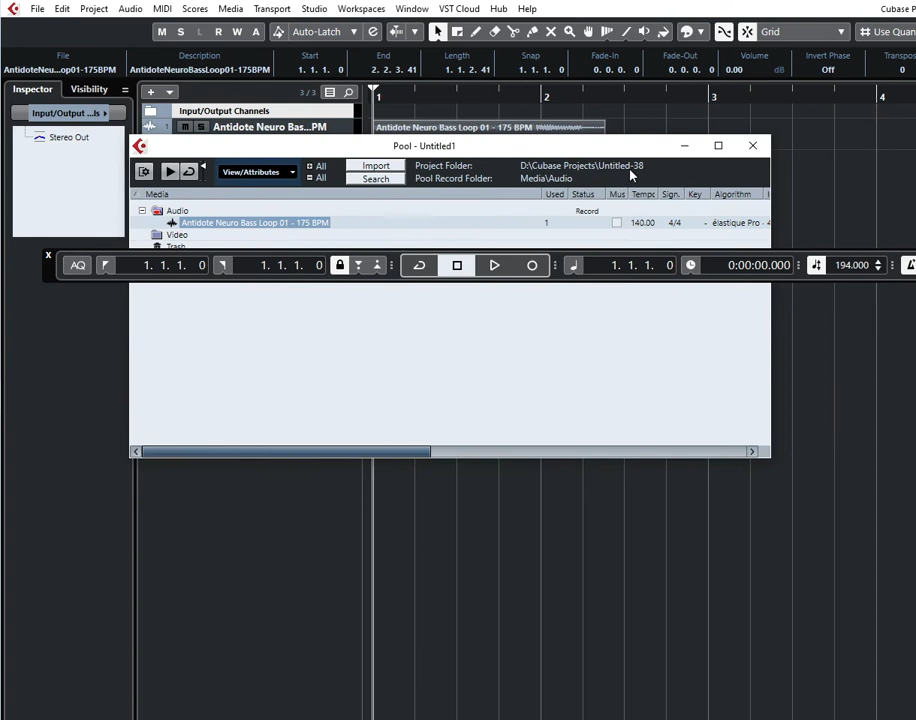 File Edit Project Audio MIDI Scores Media Transport Studio Workspaces Window VST Cloud Hub Help Cubase P
M S L R W A Auto-Latch Grid Use Quan
File Description Start End Length Snap Fade-In Fade-Out Volume Invert Phase Transpos
AntidoteNeu...op01-175BPM AntidoteNeuroBassLoop01-175BPM 1. 1. 1. 0 2. 2. 3. 41 1. 1. 2. 41 1. 1. 1. 0 0. 0. 0. 0 0. 0. 0. 0 0.00 dB Off
Inspector Visibility 3 / 3 1 2 3 4
Input/Output ...ls Input/Output Channels
m S Antidote Neuro Bas...PM Antidote Neuro Bass Loop 01 - 175 BPM
Stereo Out
Pool - Untitled1
View/Attributes All Import Project Folder: D:\Cubase Projects\Untitled-38
All Search Pool Record Folder: Media/Audio
Media Used Status Mus Tempo Sign. Key Algorithm
Audio Record
Antidote Neuro Bass Loop 01 - 175 BPM 1 140.00 4/4 - élastique Pro -
Video
Trash
x AQ 1. 1. 1. 0 1. 1. 1. 0 1. 1. 1. 0 0:00:00.000 194.000